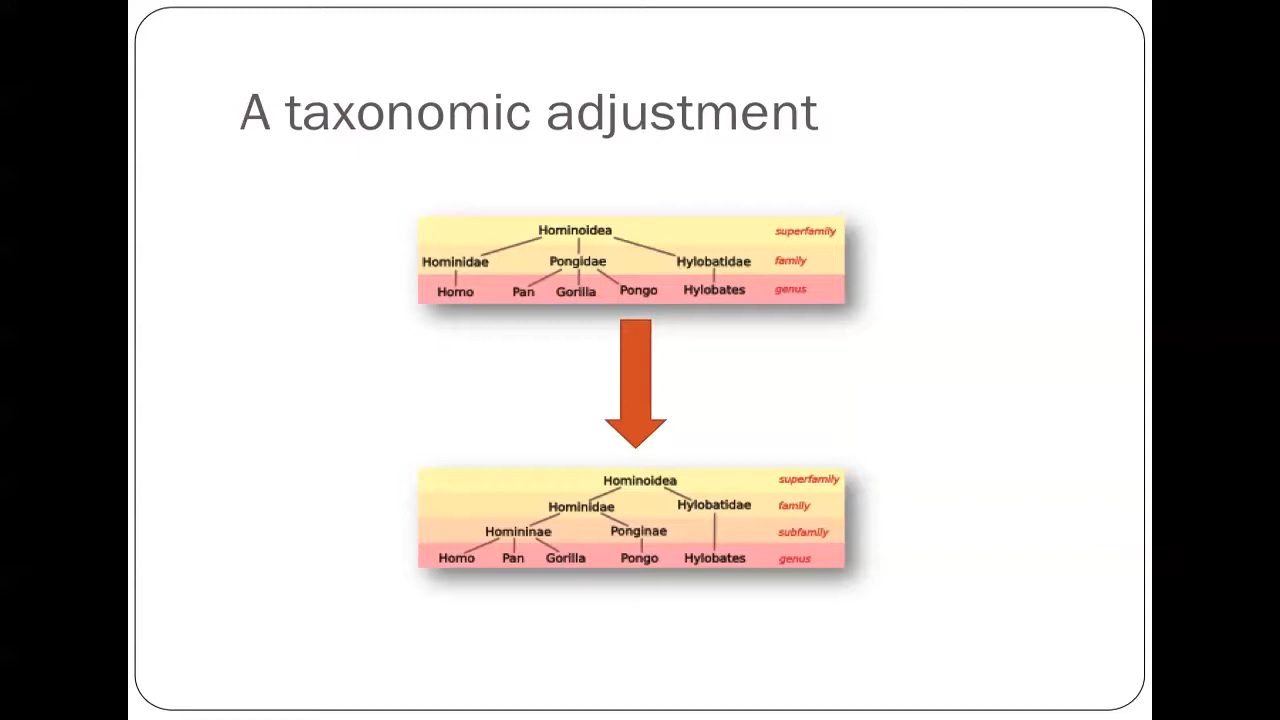 A taxonomic adjustment
Hominoidea superfamily
Hominidae Pongidae Hylobatidae family
Homo Pan Gorilla Pongo Hylobates genus
Hominoidea superfamily
Hominidae Hylobatidae family
Homininae Ponginae subfamily
Homo Pan Gorilla Pongo Hylobates genus